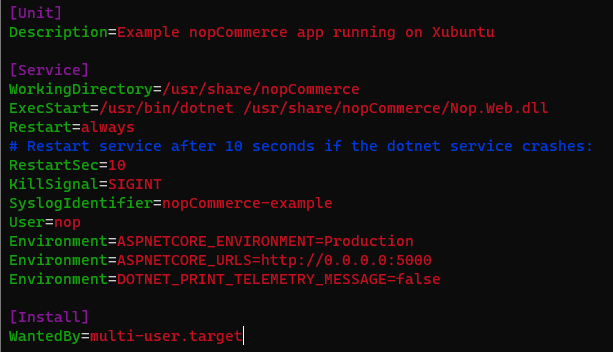 [Unit]
Description=Example nopCommerce app running on Xubuntu

[Service]
WorkingDirectory=/usr/share/nopCommerce
ExecStart=/usr/bin/dotnet /usr/share/nopCommerce/Nop.Web.dll
Restart=always
# Restart service after 10 seconds if the dotnet service crashes:
RestartSec=10
KillSignal=SIGINT
SyslogIdentifier=nopCommerce-example
User=nop
Environment=ASPNETCORE_ENVIRONMENT=Production
Environment=ASPNETCORE_URLS=http://0.0.0.0:5000
Environment=DOTNET_PRINT_TELEMETRY_MESSAGE=false

[Install]
WantedBy=multi-user.target